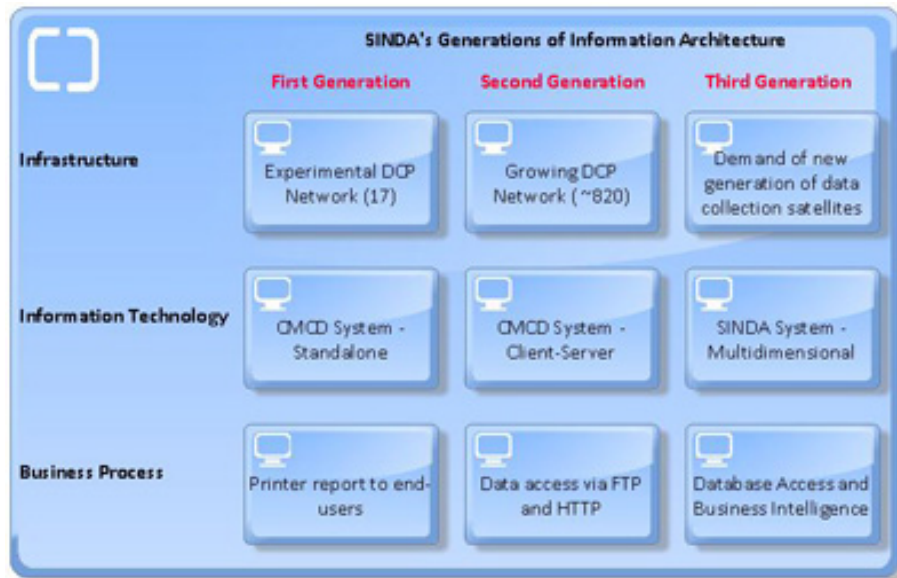 SINDA's Generations of Information Architecture
First Generation
Second Generation
Third Generation
Infrastructure
Experimental DCP
Network (17)
Growing DCP
Network (~820)
Demand of new
generation of data
collection satellites
Information Technology
CMCD System -
Standalone
CMCD System -
Client-Server
SINDA System -
Multidimensional
Business Process
Printer report to end-
users
Data access via FTP
and HTTP
Database Access and
Business Intelligence